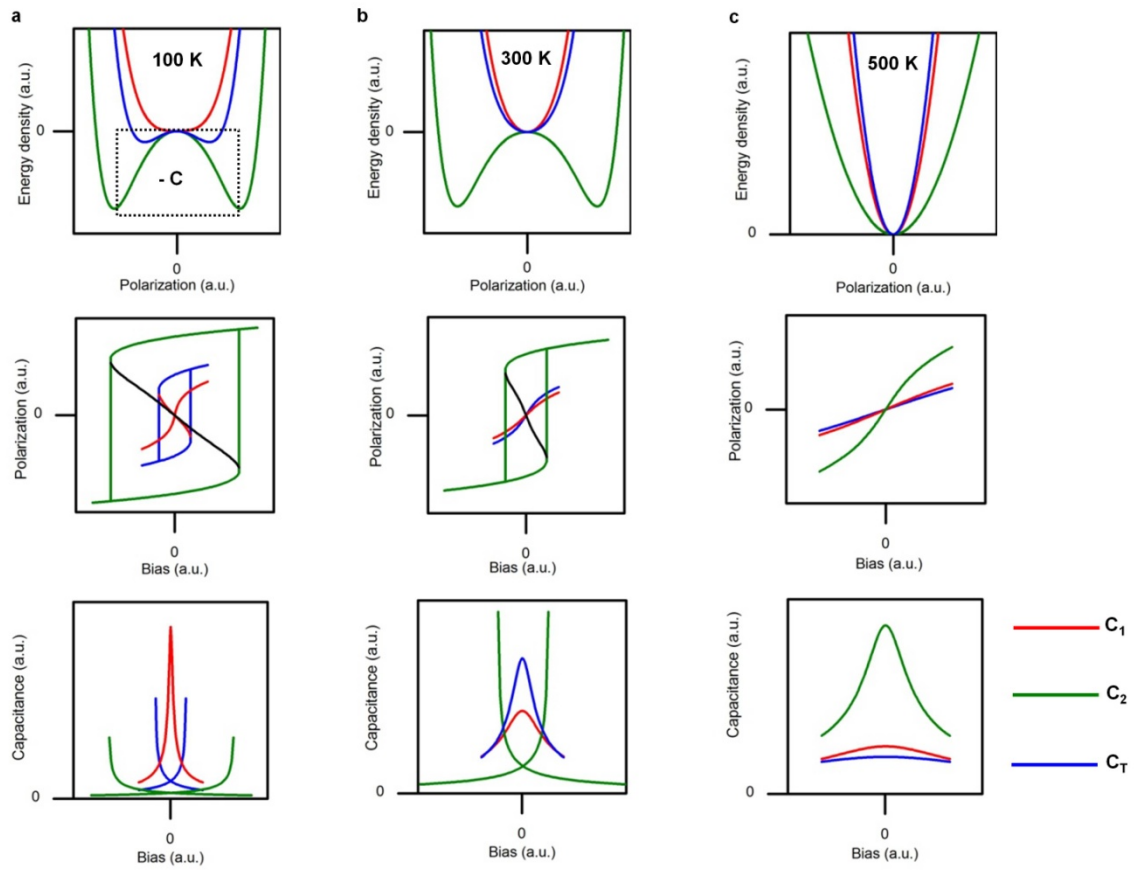 a
100 K
Energy density (a.u.)
0
- C
0
Polarization (a.u.)
b
300 K
Energy density (a.u.)
0
0
Polarization (a.u.)
c
500 K
Energy density (a.u.)
0
0
Polarization (a.u.)
Polarization (a.u.)
0
0
Bias (a.u.)
Polarization (a.u.)
0
0
Bias (a.u.)
Polarization (a.u.)
0
0
Bias (a.u.)
Capacitance (a.u.)
0
0
Bias (a.u.)
Capacitance (a.u.)
0
0
Bias (a.u.)
Capacitance (a.u.)
0
0
Bias (a.u.)
C₁
C₂
C_T